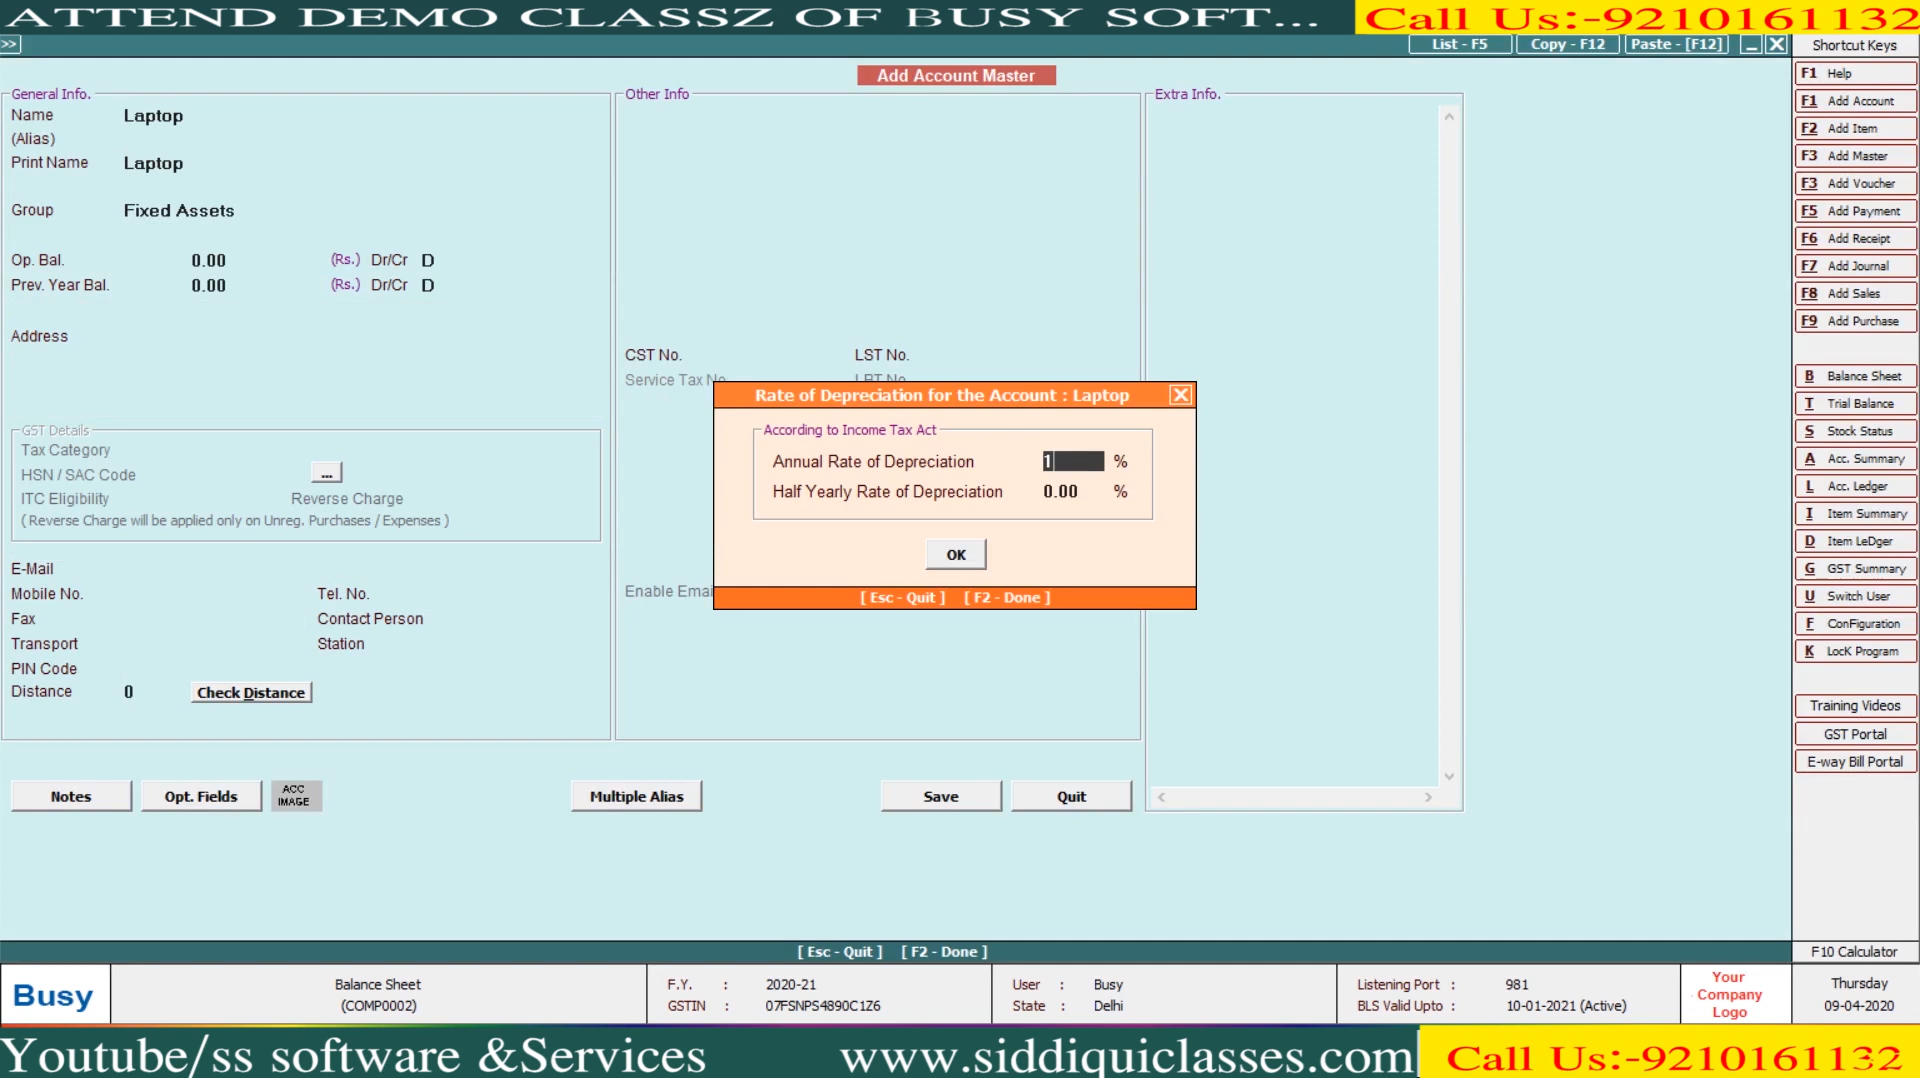 ATTEND DEMO CLASSZ OF BUSY SOFT...
Call Us:-9210161132
>>
List - F5
Copy - F12
Paste - [F12]
Shortcut Keys
Add Account Master
General Info.
Name Laptop
(Alias)
Print Name Laptop
Group Fixed Assets
Op. Bal. 0.00 (Rs.) Dr/Cr D
Prev. Year Bal. 0.00 (Rs.) Dr/Cr D
Address
GST Details
Tax Category
HSN / SAC Code ...
ITC Eligibility Reverse Charge
( Reverse Charge will be applied only on Unreg. Purchases / Expenses )
E-Mail
Mobile No. Tel. No.
Fax Contact Person
Transport Station
PIN Code
Distance 0 Check Distance
Other Info
CST No. LST No.
Service Tax No. LBT No.
Enable Emai
Extra Info.
Rate of Depreciation for the Account : Laptop
According to Income Tax Act
Annual Rate of Depreciation 1 %
Half Yearly Rate of Depreciation 0.00 %
OK
[ Esc - Quit ] [ F2 - Done ]
Notes
Opt. Fields
ACC
IMAGE
Multiple Alias
Save
Quit
F1 Help
F1 Add Account
F2 Add Item
F3 Add Master
F3 Add Voucher
F5 Add Payment
F6 Add Receipt
F7 Add Journal
F8 Add Sales
F9 Add Purchase
B Balance Sheet
T Trial Balance
S Stock Status
A Acc. Summary
L Acc. Ledger
I Item Summary
D Item LeDger
G GST Summary
U Switch User
F ConFiguration
K LocK Program
Training Videos
GST Portal
E-way Bill Portal
[ Esc - Quit ] [ F2 - Done ]
F10 Calculator
Busy
Balance Sheet
(COMP0002)
F.Y. : 2020-21
GSTIN : 07FSNPS4890C1Z6
User : Busy
State : Delhi
Listening Port : 981
BLS Valid Upto : 10-01-2021 (Active)
Your
Company
Logo
Thursday
09-04-2020
Youtube/ss software &Services
www.siddiquiclasses.com
Call Us:-9210161132